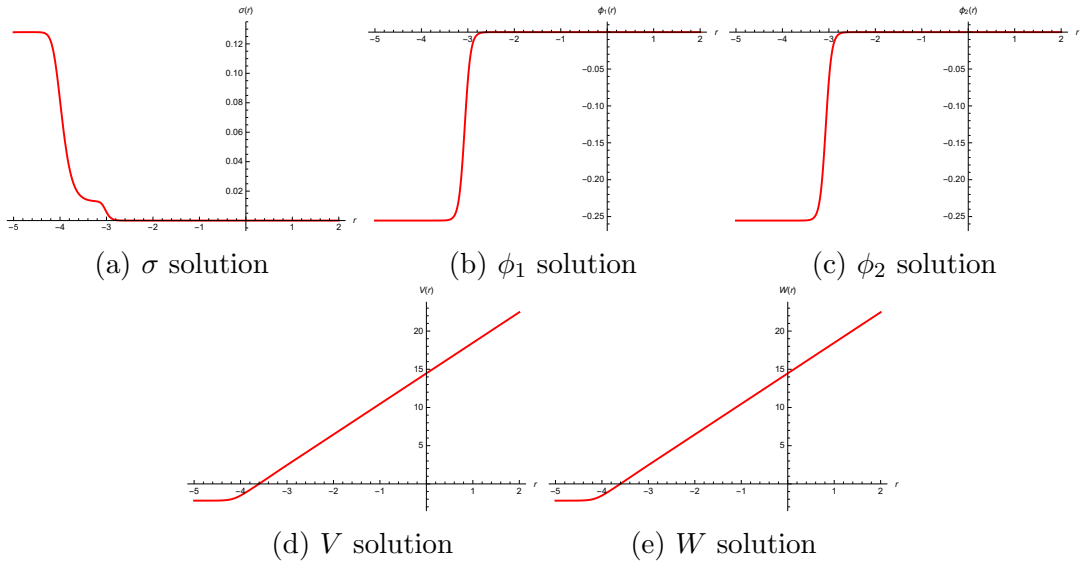 σ(r)
0.12
0.10
0.08
0.06
0.04
0.02
-5 -4 -3 -2 -1 1 2 r
(a) σ solution
ϕ₁(r)
-5 -4 -3 -2 -1 1 2 r
-0.05
-0.10
-0.15
-0.20
-0.25
(b) ϕ₁ solution
ϕ₂(r)
-5 -4 -3 -2 -1 1 2 r
-0.05
-0.10
-0.15
-0.20
-0.25
(c) ϕ₂ solution
V(r)
20
15
10
5
-5 -4 -3 -2 -1 1 2 r
(d) V solution
W(r)
20
15
10
5
-5 -4 -3 -2 -1 1 2 r
(e) W solution